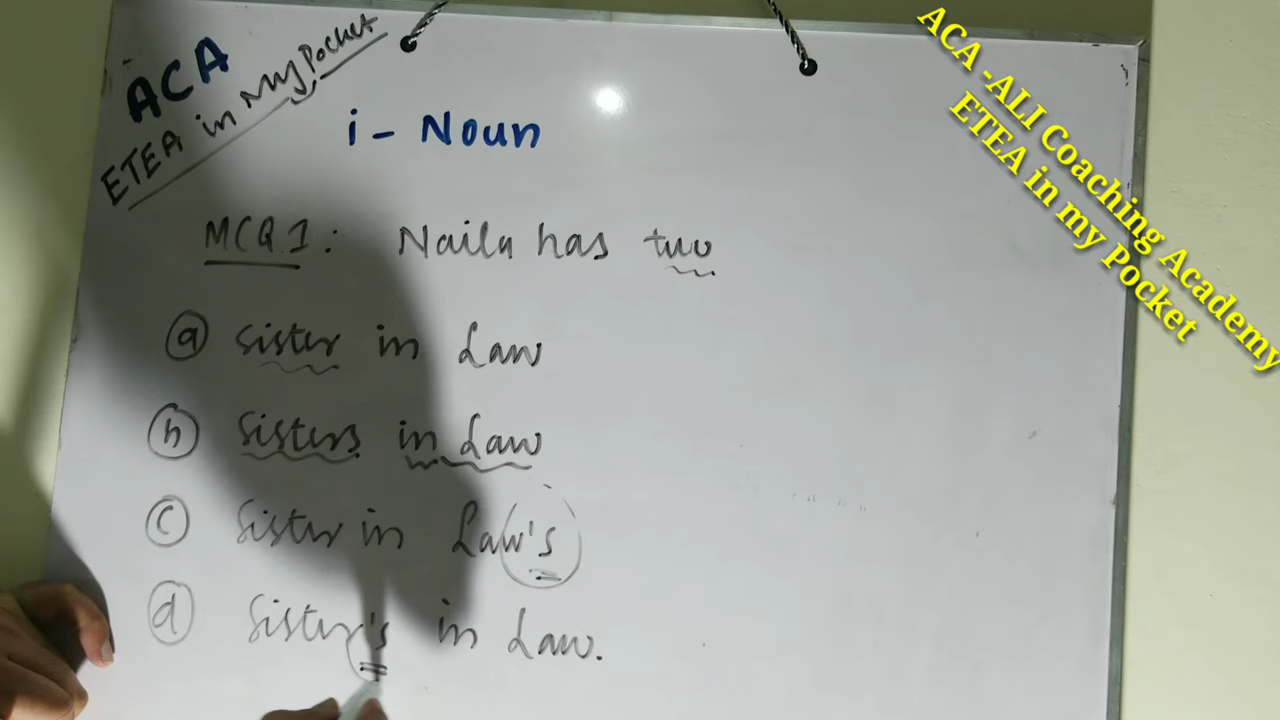 ACA
ETEA in My Pocket
i - Noun
MCQ.1: Naila has two
a sister in Law
b Sisters in Law
c Sister in Law's
d Sister's in Law.
ACA -ALI Coaching Academy
ETEA in my Pocket